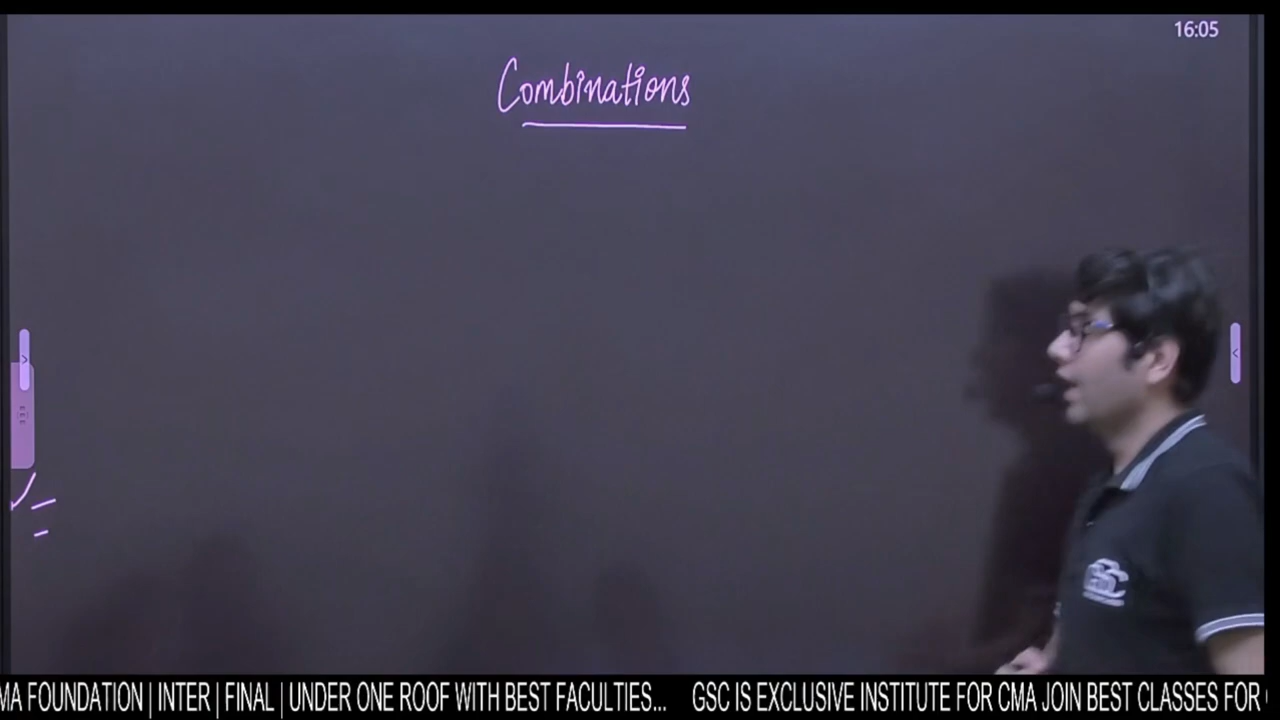 16:05
Combinations
GSC
MA FOUNDATION | INTER | FINAL | UNDER ONE ROOF WITH BEST FACULTIES... GSC IS EXCLUSIVE INSTITUTE FOR CMA JOIN BEST CLASSES FOR